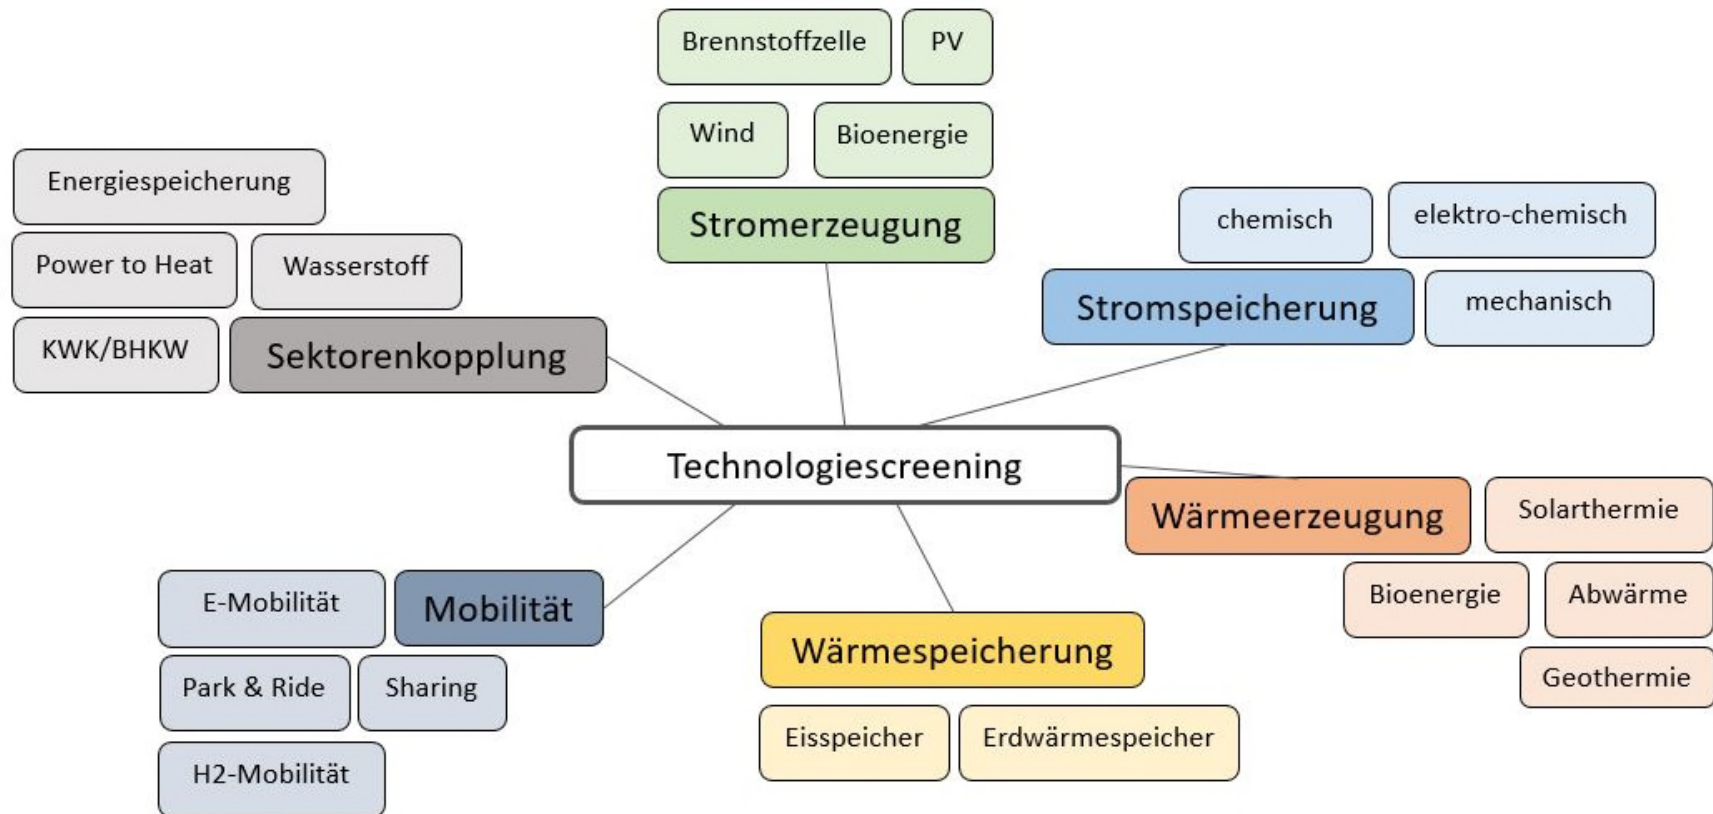 Brennstoffzelle
PV
Wind
Bioenergie
Stromerzeugung
Energiespeicherung
Power to Heat
Wasserstoff
KWK/BHKW
Sektorenkopplung
chemisch
elektro-chemisch
Stromspeicherung
mechanisch
Technologiescreening
Wärmeerzeugung
Solarthermie
Bioenergie
Abwärme
Geothermie
E-Mobilität
Mobilität
Park & Ride
Sharing
H2-Mobilität
Wärmespeicherung
Eisspeicher
Erdwärmespeicher